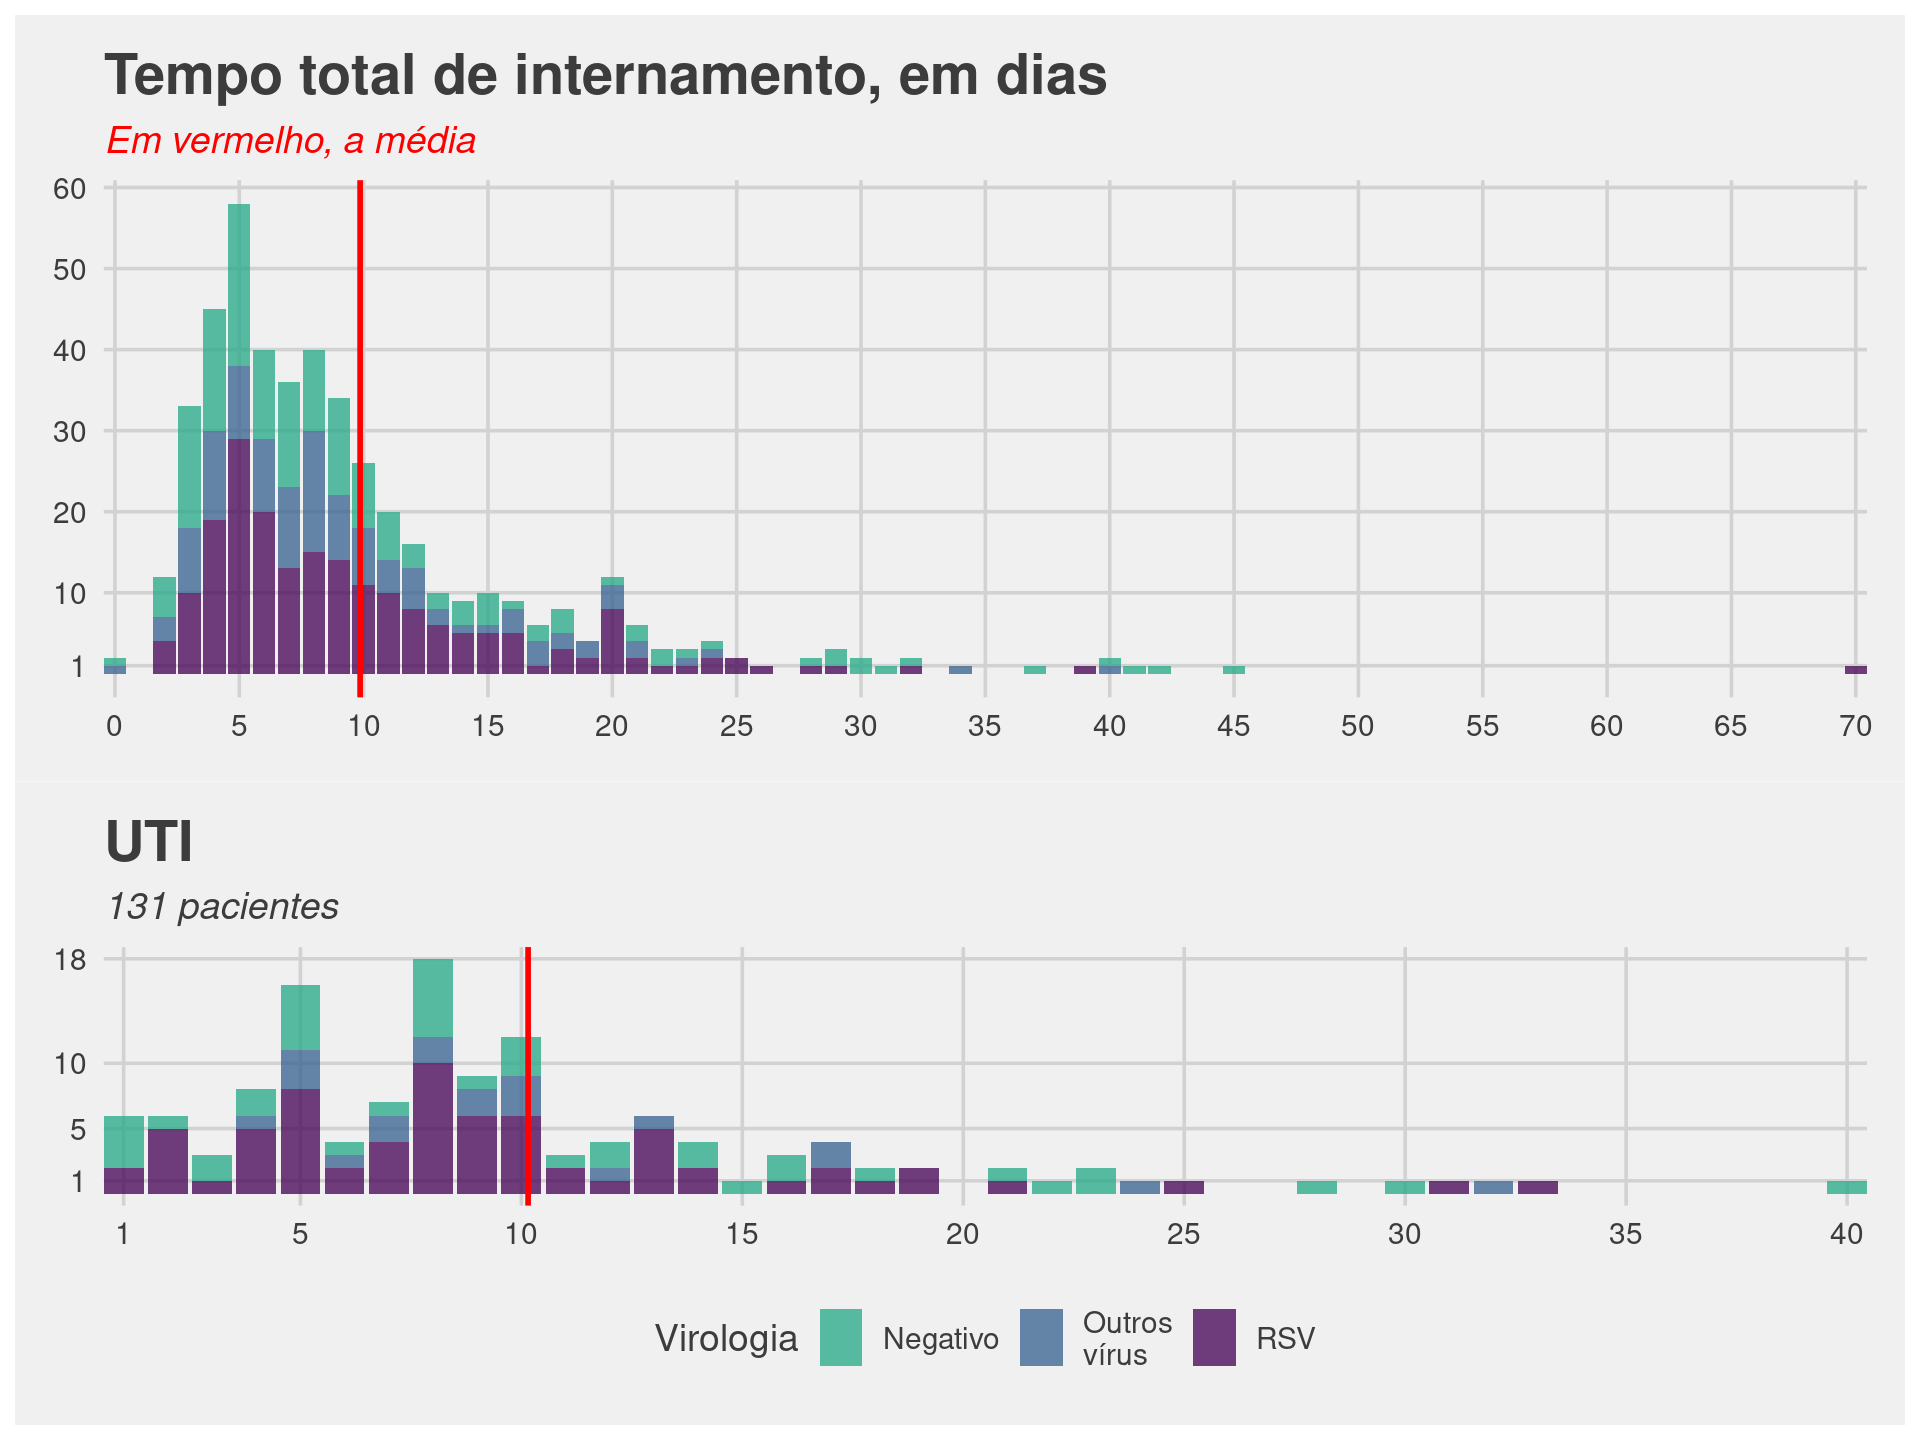 Tempo total de internamento, em dias
Em vermelho, a média
60
50
40
30
20
10
1
0 5 10 15 20 25 30 35 40 45 50 55 60 65 70
UTI
131 pacientes
18
10
5
1
1 5 10 15 20 25 30 35 40
Virologia Negativo Outros vírus RSV